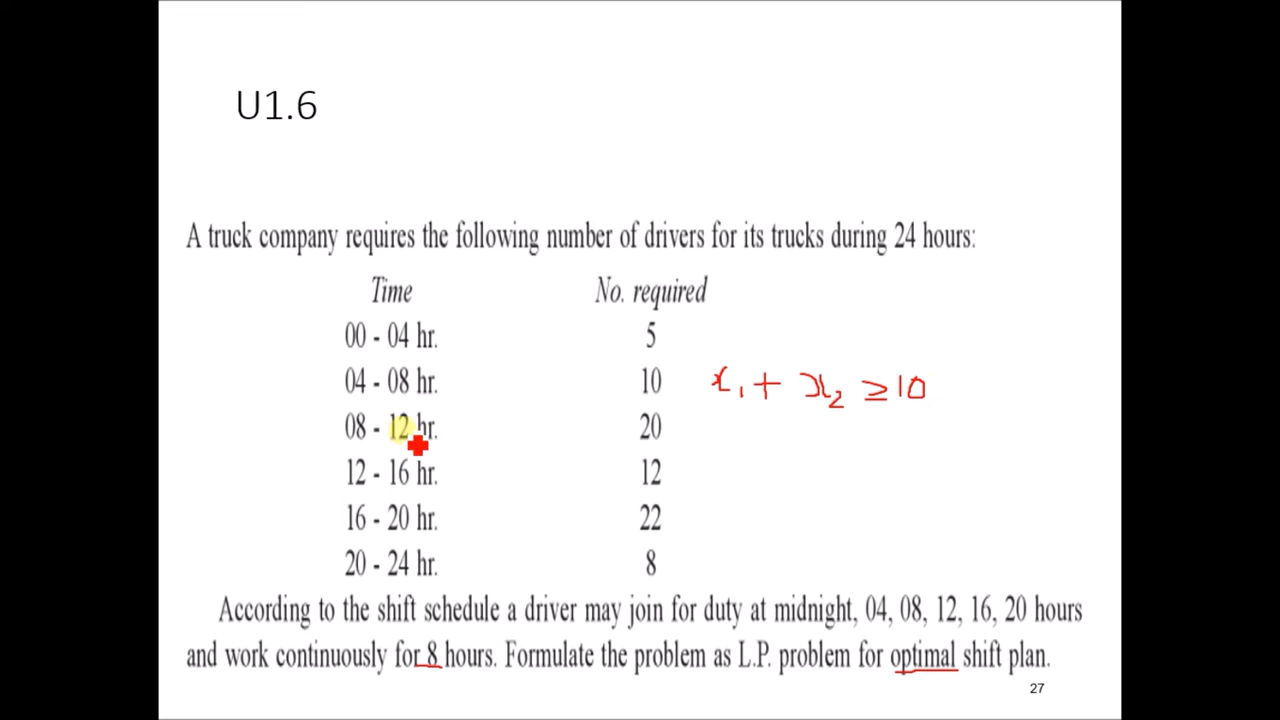 U1.6
A truck company requires the following number of drivers for its trucks during 24 hours:
Time No. required
00 - 04 hr. 5
04 - 08 hr. 10 x₁ + x₂ ≥ 10
08 - 12 hr. 20
12 - 16 hr. 12
16 - 20 hr. 22
20 - 24 hr. 8
According to the shift schedule a driver may join for duty at midnight, 04, 08, 12, 16, 20 hours
and work continuously for 8 hours. Formulate the problem as L.P. problem for optimal shift plan.
27